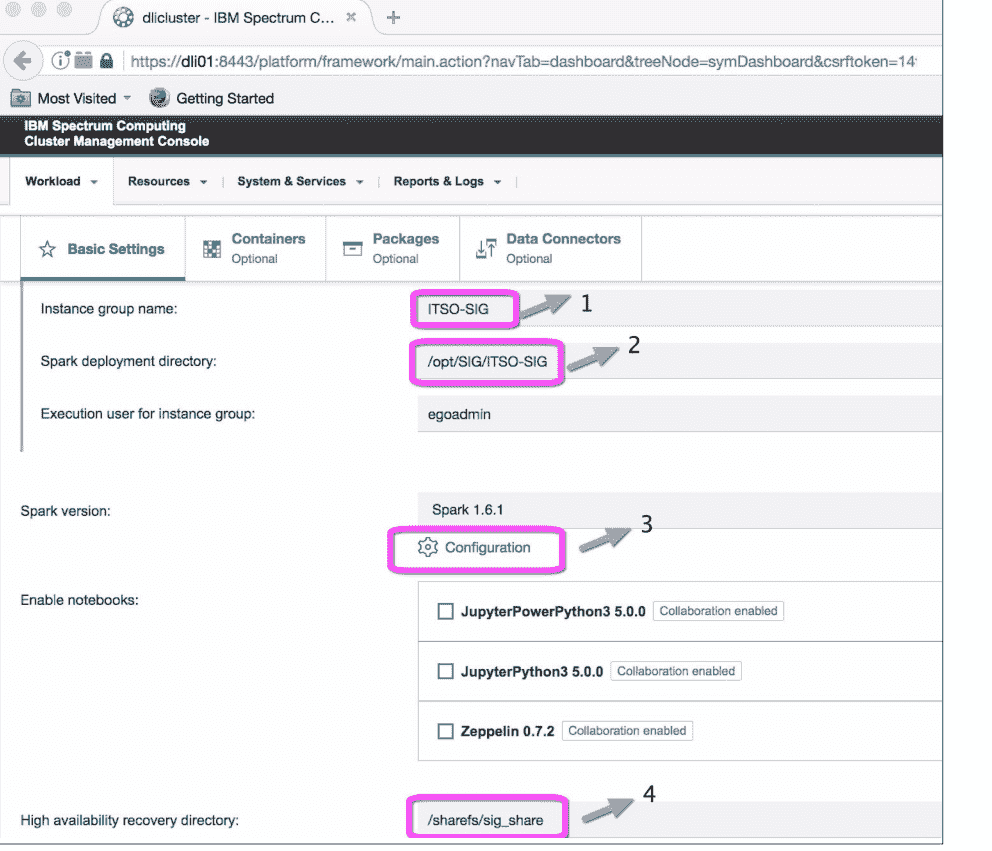 dlicluster - IBM Spectrum C...
https://dli01:8443/platform/framework/main.action?navTab=dashboard&treeNode=symDashboard&csrftoken=14
Most Visited Getting Started
IBM Spectrum Computing
Cluster Management Console
Workload Resources System & Services Reports & Logs
Basic Settings
Containers
Optional
Packages
Optional
Data Connectors
Optional
Instance group name: ITSO-SIG 1
Spark deployment directory: /opt/SIG/ITSO-SIG 2
Execution user for instance group: egoadmin
Spark version: Spark 1.6.1
Configuration 3
Enable notebooks:
JupyterPowerPython3 5.0.0 Collaboration enabled
JupyterPython3 5.0.0 Collaboration enabled
Zeppelin 0.7.2 Collaboration enabled
High availability recovery directory: /sharefs/sig_share 4